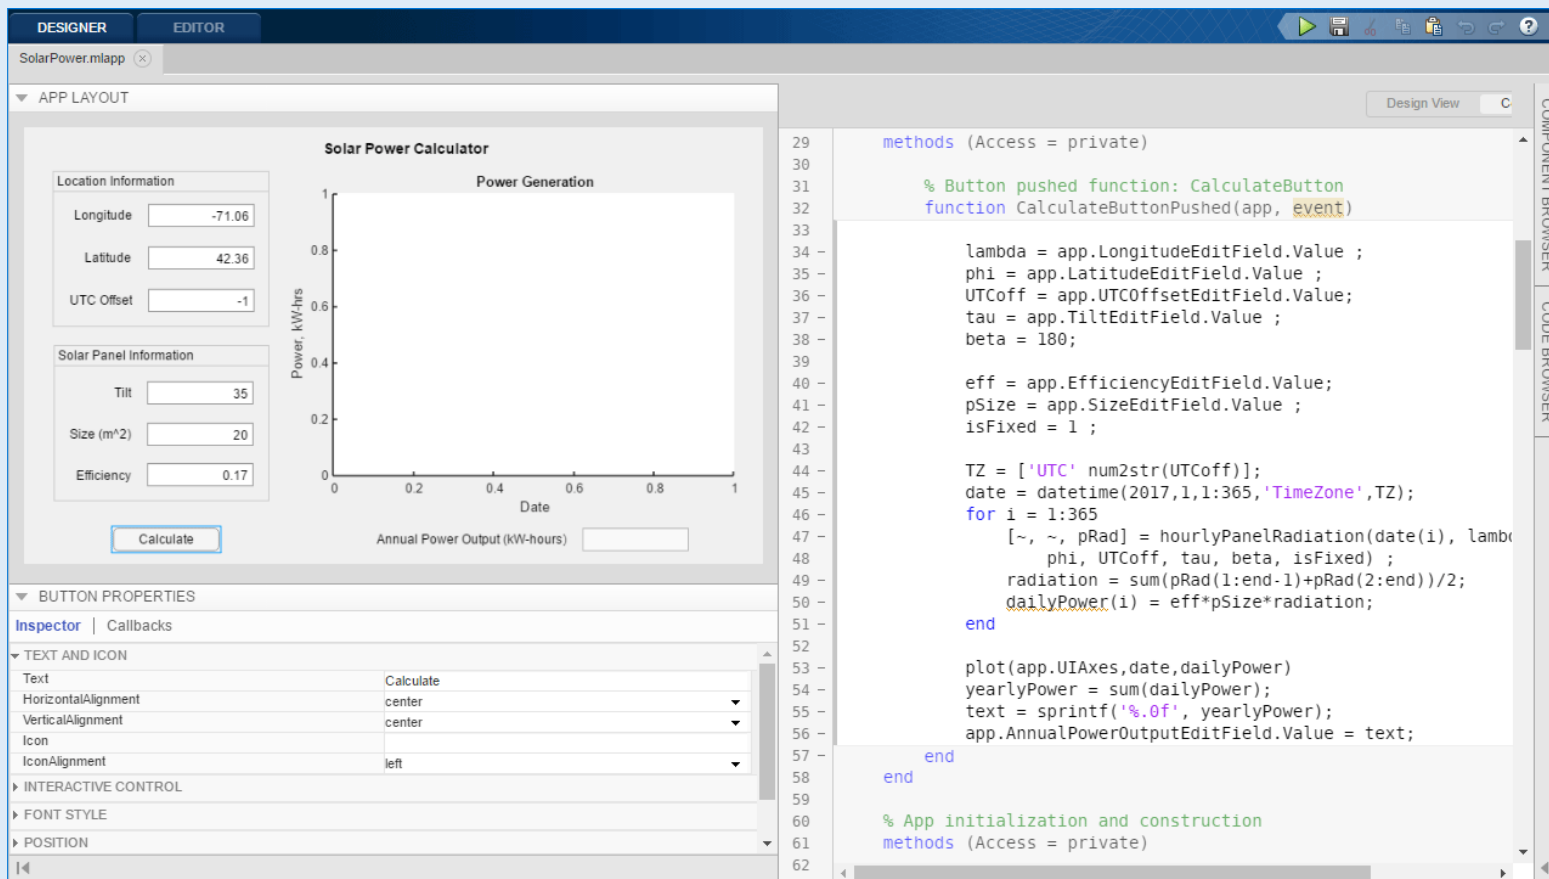 DESIGNER
EDITOR
?
SolarPower.mlapp
APP LAYOUT
Solar Power Calculator
Location Information
Longitude -71.06
Latitude 42.36
UTC Offset -1
Solar Panel Information
Tilt 35
Size (m^2) 20
Efficiency 0.17
Calculate
Power Generation
1
0.8
0.6
0.4
0.2
0
Power, kW-hrs
0 0.2 0.4 0.6 0.8 1
Date
Annual Power Output (kW-hours)
BUTTON PROPERTIES
Inspector | Callbacks
TEXT AND ICON
Text Calculate
HorizontalAlignment center
VerticalAlignment center
Icon
IconAlignment left
INTERACTIVE CONTROL
FONT STYLE
POSITION
Design View
29 methods (Access = private)
30
31 % Button pushed function: CalculateButton
32 function CalculateButtonPushed(app, event)
33
34 – lambda = app.LongitudeEditField.Value ;
35 – phi = app.LatitudeEditField.Value ;
36 – UTCoff = app.UTCOffsetEditField.Value;
37 – tau = app.TiltEditField.Value ;
38 – beta = 180;
39
40 – eff = app.EfficiencyEditField.Value;
41 – pSize = app.SizeEditField.Value ;
42 – isFixed = 1 ;
43
44 – TZ = ['UTC' num2str(UTCoff)];
45 – date = datetime(2017,1,1:365,'TimeZone',TZ);
46 – for i = 1:365
47 – [~, ~, pRad] = hourlyPanelRadiation(date(i),
48 phi, UTCoff, tau, beta, isFixed) ;
49 – radiation = sum(pRad(1:end-1)+pRad(2:end))/2;
50 – dailyPower(i) = eff*pSize*radiation;
51 – end
52
53 – plot(app.UIAxes,date,dailyPower)
54 – yearlyPower = sum(dailyPower);
55 – text = sprintf('%.0f', yearlyPower);
56 – app.AnnualPowerOutputEditField.Value = text;
57 – end
58 end
59
60 % App initialization and construction
61 methods (Access = private)
62
COMPONENT BROWSER
CODE BROWSER